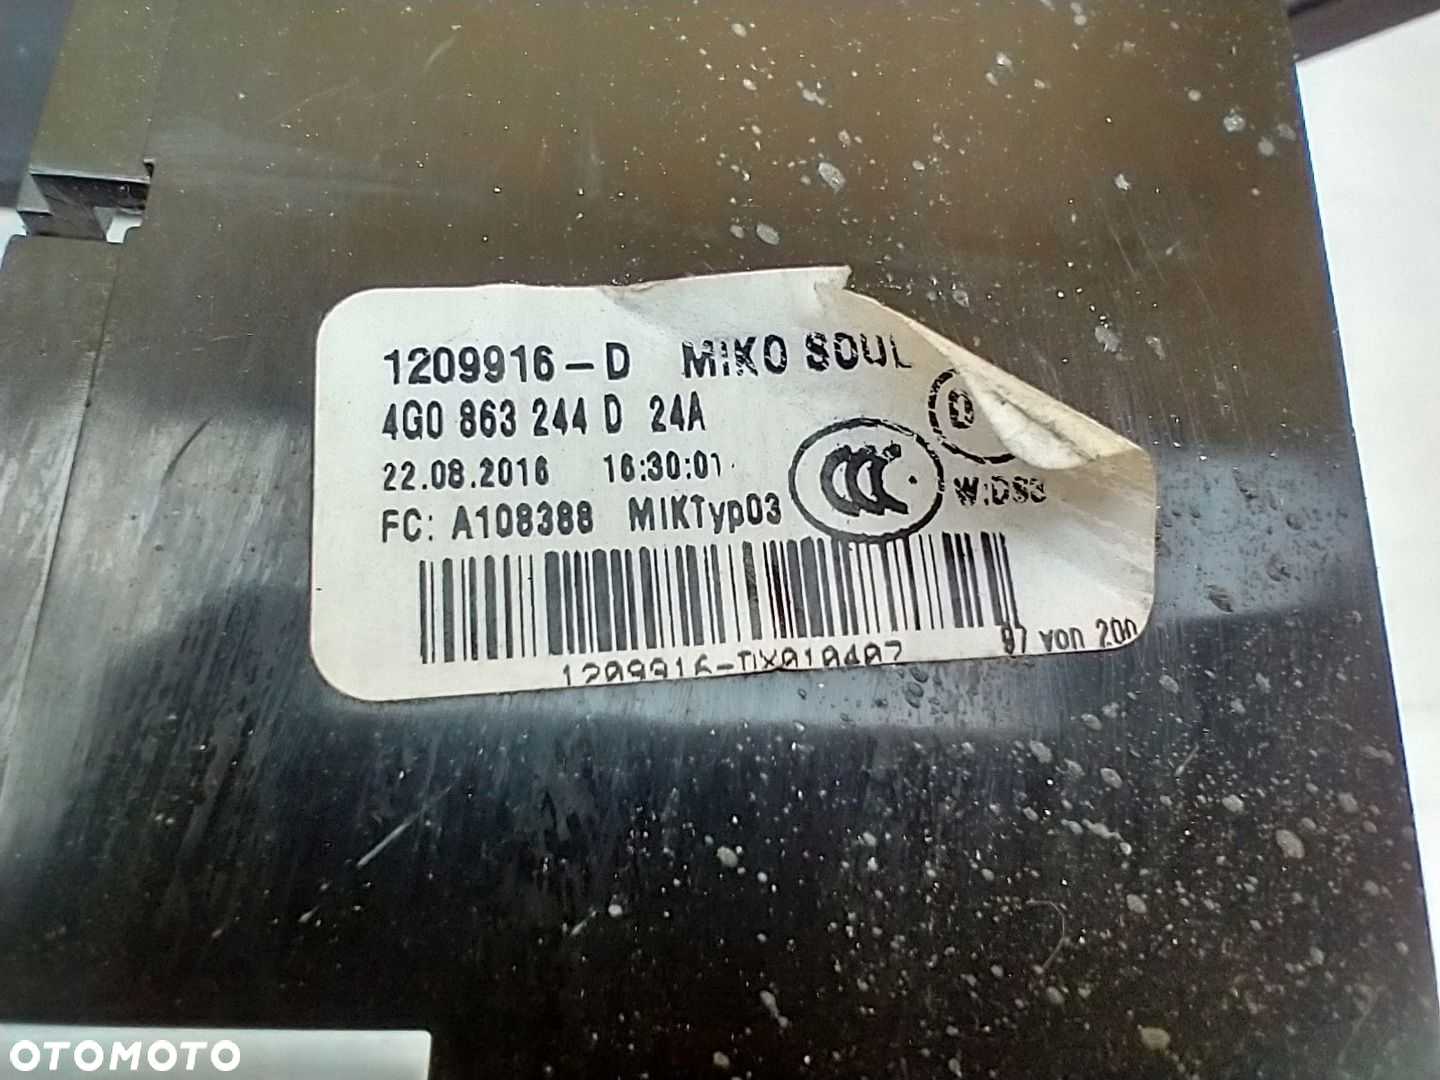 1209916-D MIKO SOUL
4G0 863 244 D 24A
22.08.2016 16:30:01
FC: A108388 MIKTyp03
CCC
97 von 200
OTOMOTO